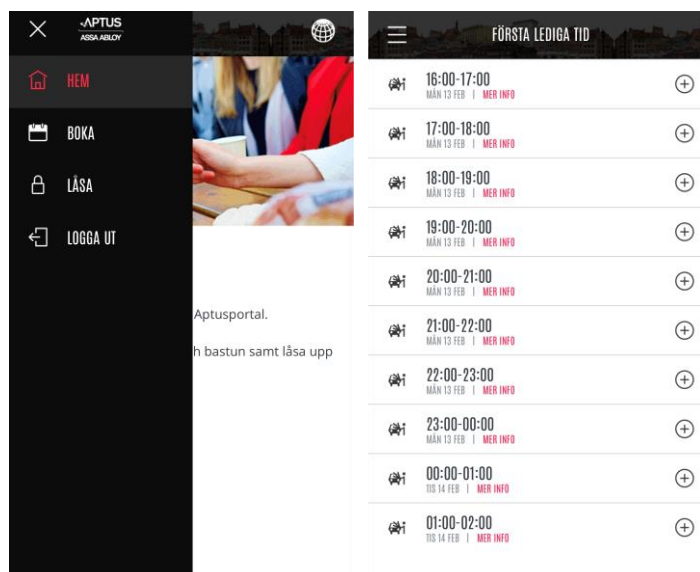 APTUS
ASSA ABLOY
HEM
BOKA
LÅSA
LOGGA UT
Aptusportal.
h bastun samt låsa upp
FÖRSTA LEDIGA TID
16:00-17:00
MÅN 13 FEB | MER INFO
17:00-18:00
MÅN 13 FEB | MER INFO
18:00-19:00
MÅN 13 FEB | MER INFO
19:00-20:00
MÅN 13 FEB | MER INFO
20:00-21:00
MÅN 13 FEB | MER INFO
21:00-22:00
MÅN 13 FEB | MER INFO
22:00-23:00
MÅN 13 FEB | MER INFO
23:00-00:00
MÅN 13 FEB | MER INFO
00:00-01:00
TIS 14 FEB | MER INFO
01:00-02:00
TIS 14 FEB | MER INFO